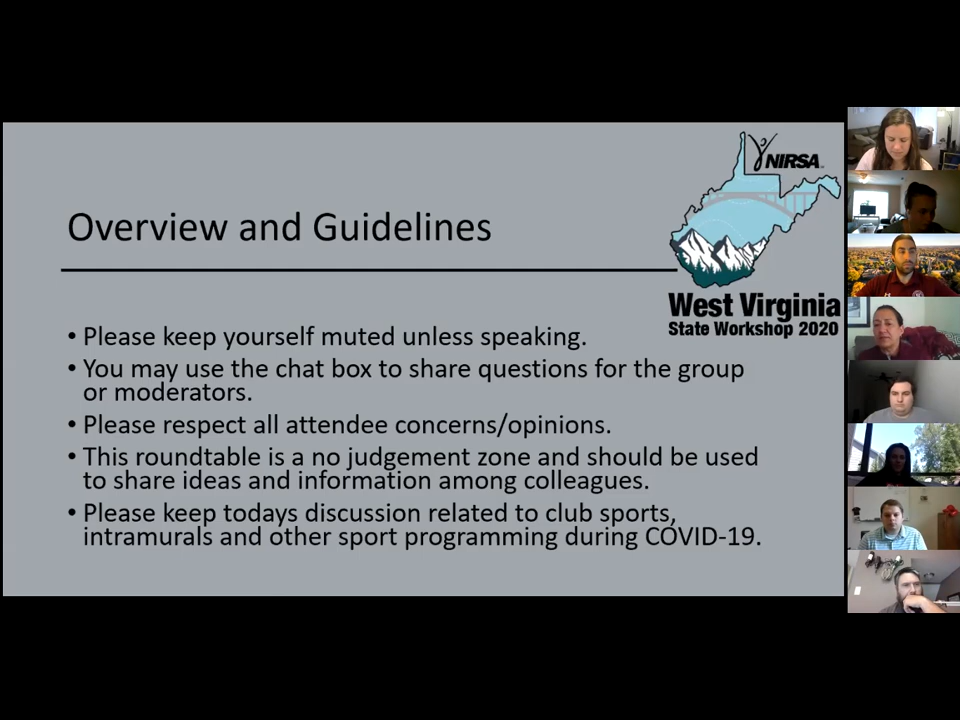 NIRSA
Overview and Guidelines
West Virginia
State Workshop 2020
• Please keep yourself muted unless speaking.
• You may use the chat box to share questions for the group
or moderators.
• Please respect all attendee concerns/opinions.
• This roundtable is a no judgement zone and should be used
to share ideas and information among colleagues.
• Please keep todays discussion related to club sports,
intramurals and other sport programming during COVID-19.